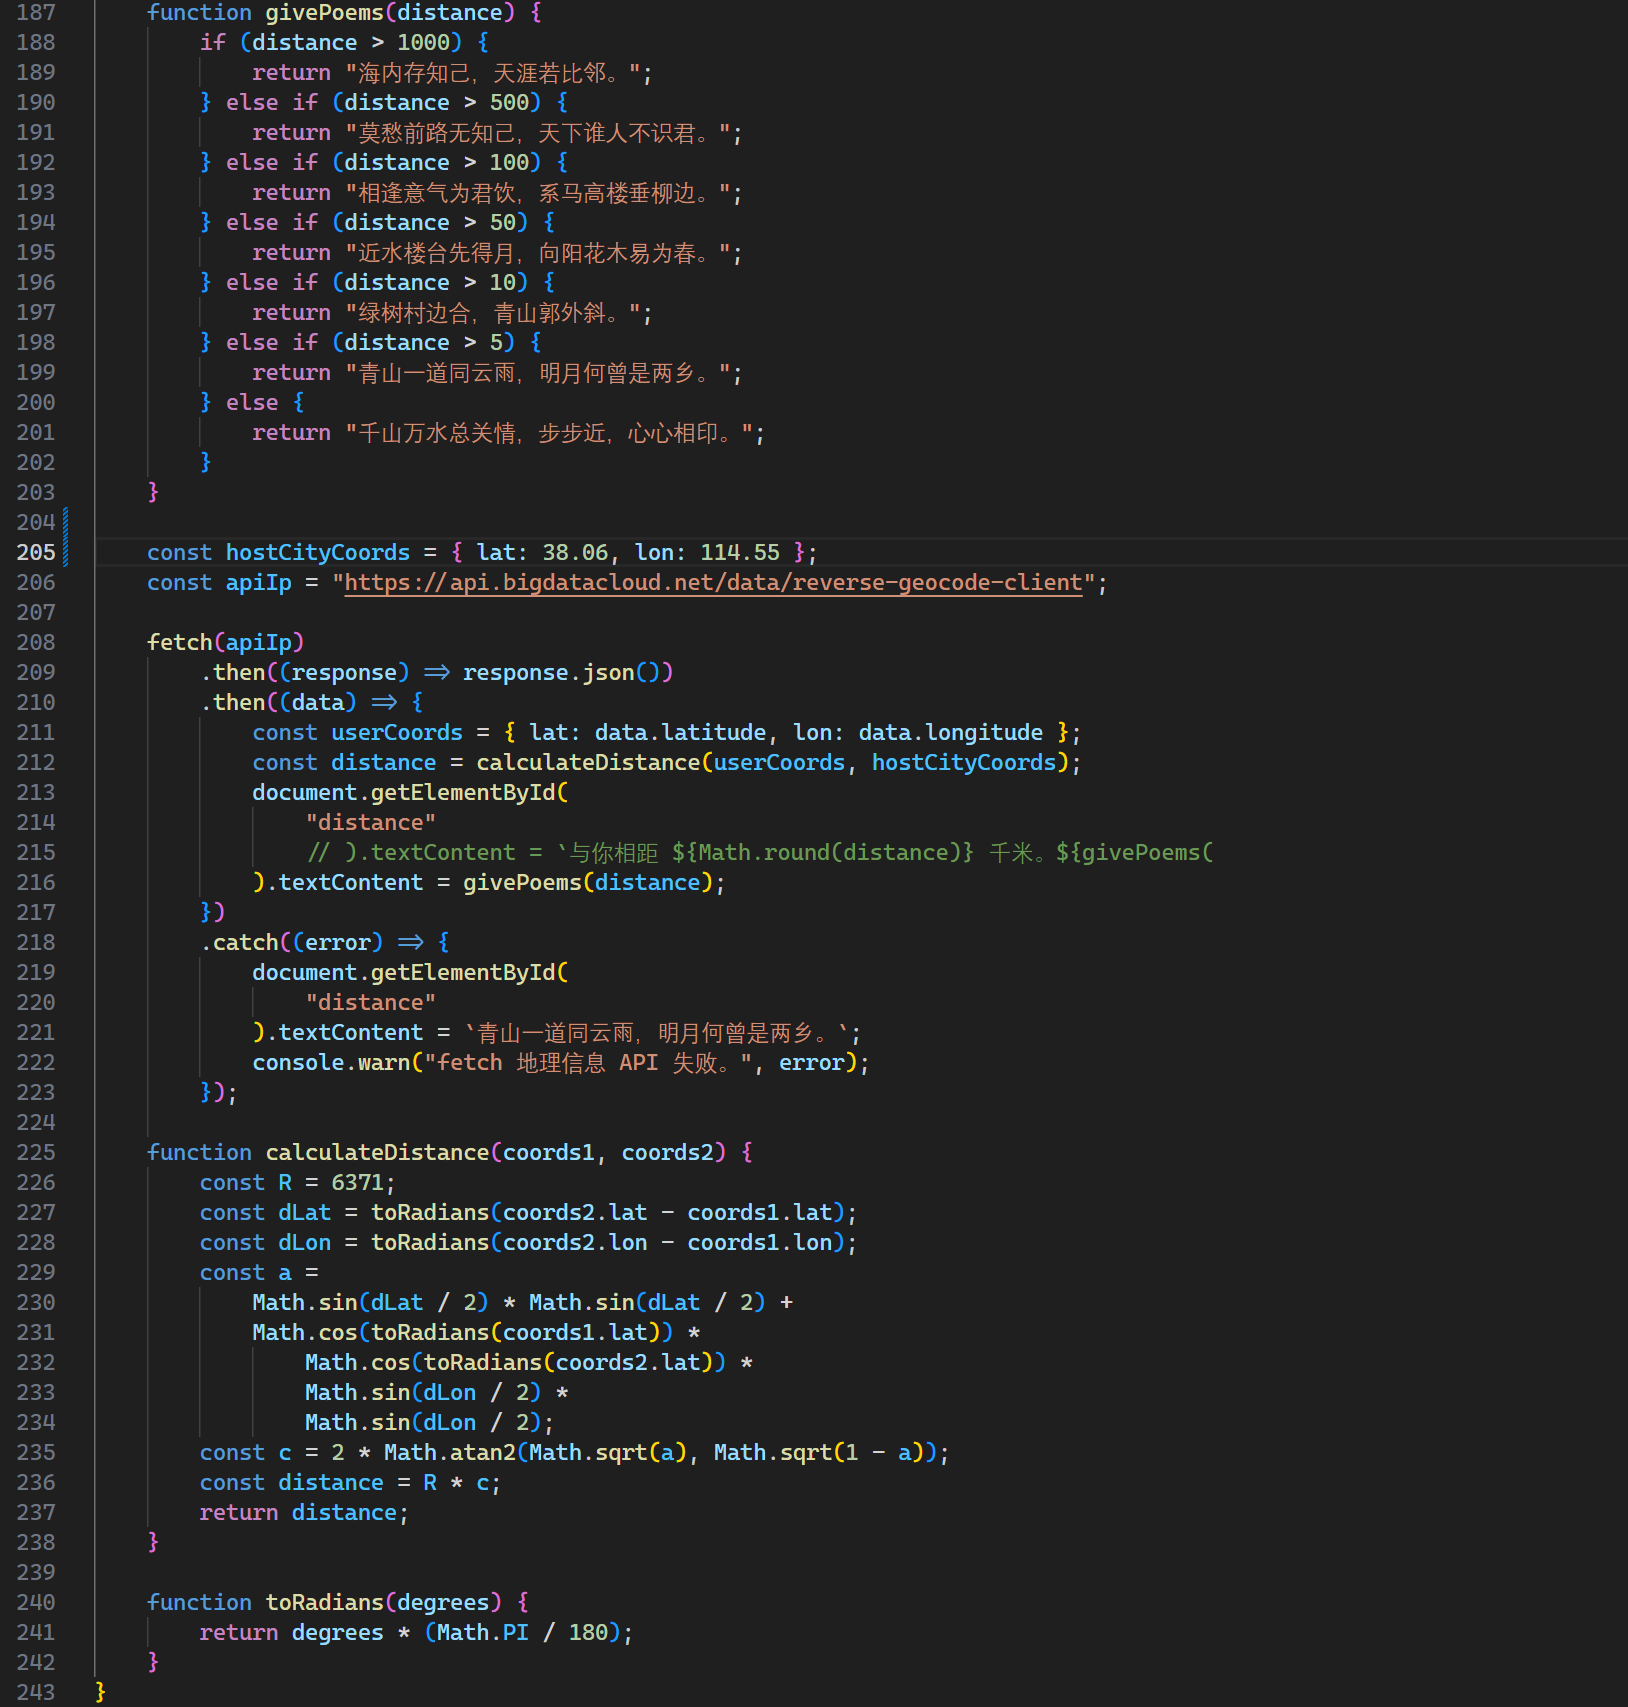 187 function givePoems(distance) {
188 if (distance > 1000) {
189 return "海内存知己，天涯若比邻。";
190 } else if (distance > 500) {
191 return "莫愁前路无知己，天下谁人不识君。";
192 } else if (distance > 100) {
193 return "相逢意气为君饮，系马高楼垂柳边。";
194 } else if (distance > 50) {
195 return "近水楼台先得月，向阳花木易为春。";
196 } else if (distance > 10) {
197 return "绿树村边合，青山郭外斜。";
198 } else if (distance > 5) {
199 return "青山一道同云雨，明月何曾是两乡。";
200 } else {
201 return "千山万水总关情，步步近，心心相印。";
202 }
203 }
204
205 const hostCityCoords = { lat: 38.06, lon: 114.55 };
206 const apiIp = "https://api.bigdatacloud.net/data/reverse-geocode-client";
207
208 fetch(apiIp)
209 .then((response) => response.json())
210 .then((data) => {
211 const userCoords = { lat: data.latitude, lon: data.longitude };
212 const distance = calculateDistance(userCoords, hostCityCoords);
213 document.getElementById(
214 "distance"
215 // ).textContent = `与你相距 ${Math.round(distance)} 千米。${givePoems(
216 ).textContent = givePoems(distance);
217 })
218 .catch((error) => {
219 document.getElementById(
220 "distance"
221 ).textContent = `青山一道同云雨，明月何曾是两乡。`;
222 console.warn("fetch 地理信息 API 失败。", error);
223 });
224
225 function calculateDistance(coords1, coords2) {
226 const R = 6371;
227 const dLat = toRadians(coords2.lat - coords1.lat);
228 const dLon = toRadians(coords2.lon - coords1.lon);
229 const a =
230 Math.sin(dLat / 2) * Math.sin(dLat / 2) +
231 Math.cos(toRadians(coords1.lat)) *
232 Math.cos(toRadians(coords2.lat)) *
233 Math.sin(dLon / 2) *
234 Math.sin(dLon / 2);
235 const c = 2 * Math.atan2(Math.sqrt(a), Math.sqrt(1 - a));
236 const distance = R * c;
237 return distance;
238 }
239
240 function toRadians(degrees) {
241 return degrees * (Math.PI / 180);
242 }
243 }